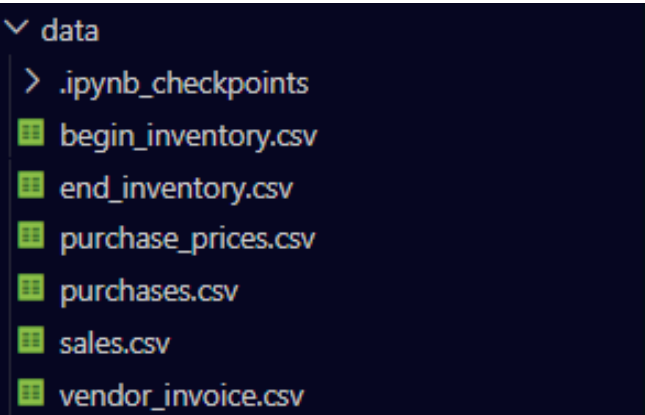 data
.ipynb_checkpoints
begin_inventory.csv
end_inventory.csv
purchase_prices.csv
purchases.csv
sales.csv
vendor_invoice.csv